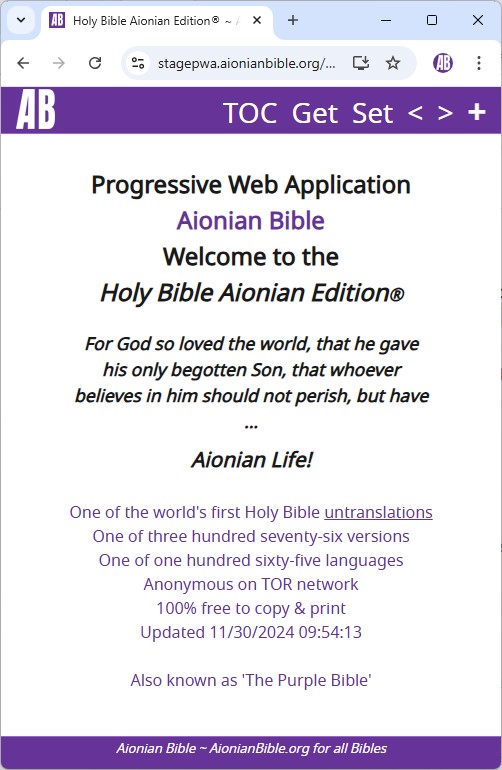 AB Holy Bible Aionian Edition® ~ A
stagepwa.aionianbible.org/...
AB
AB TOC Get Set < > +
Progressive Web Application
Aionian Bible
Welcome to the
Holy Bible Aionian Edition®
For God so loved the world, that he gave
his only begotten Son, that whoever
believes in him should not perish, but have
...
Aionian Life!
One of the world's first Holy Bible untranslations
One of three hundred seventy-six versions
One of one hundred sixty-five languages
Anonymous on TOR network
100% free to copy & print
Updated 11/30/2024 09:54:13
Also known as 'The Purple Bible'
Aionian Bible ~ AionianBible.org for all Bibles